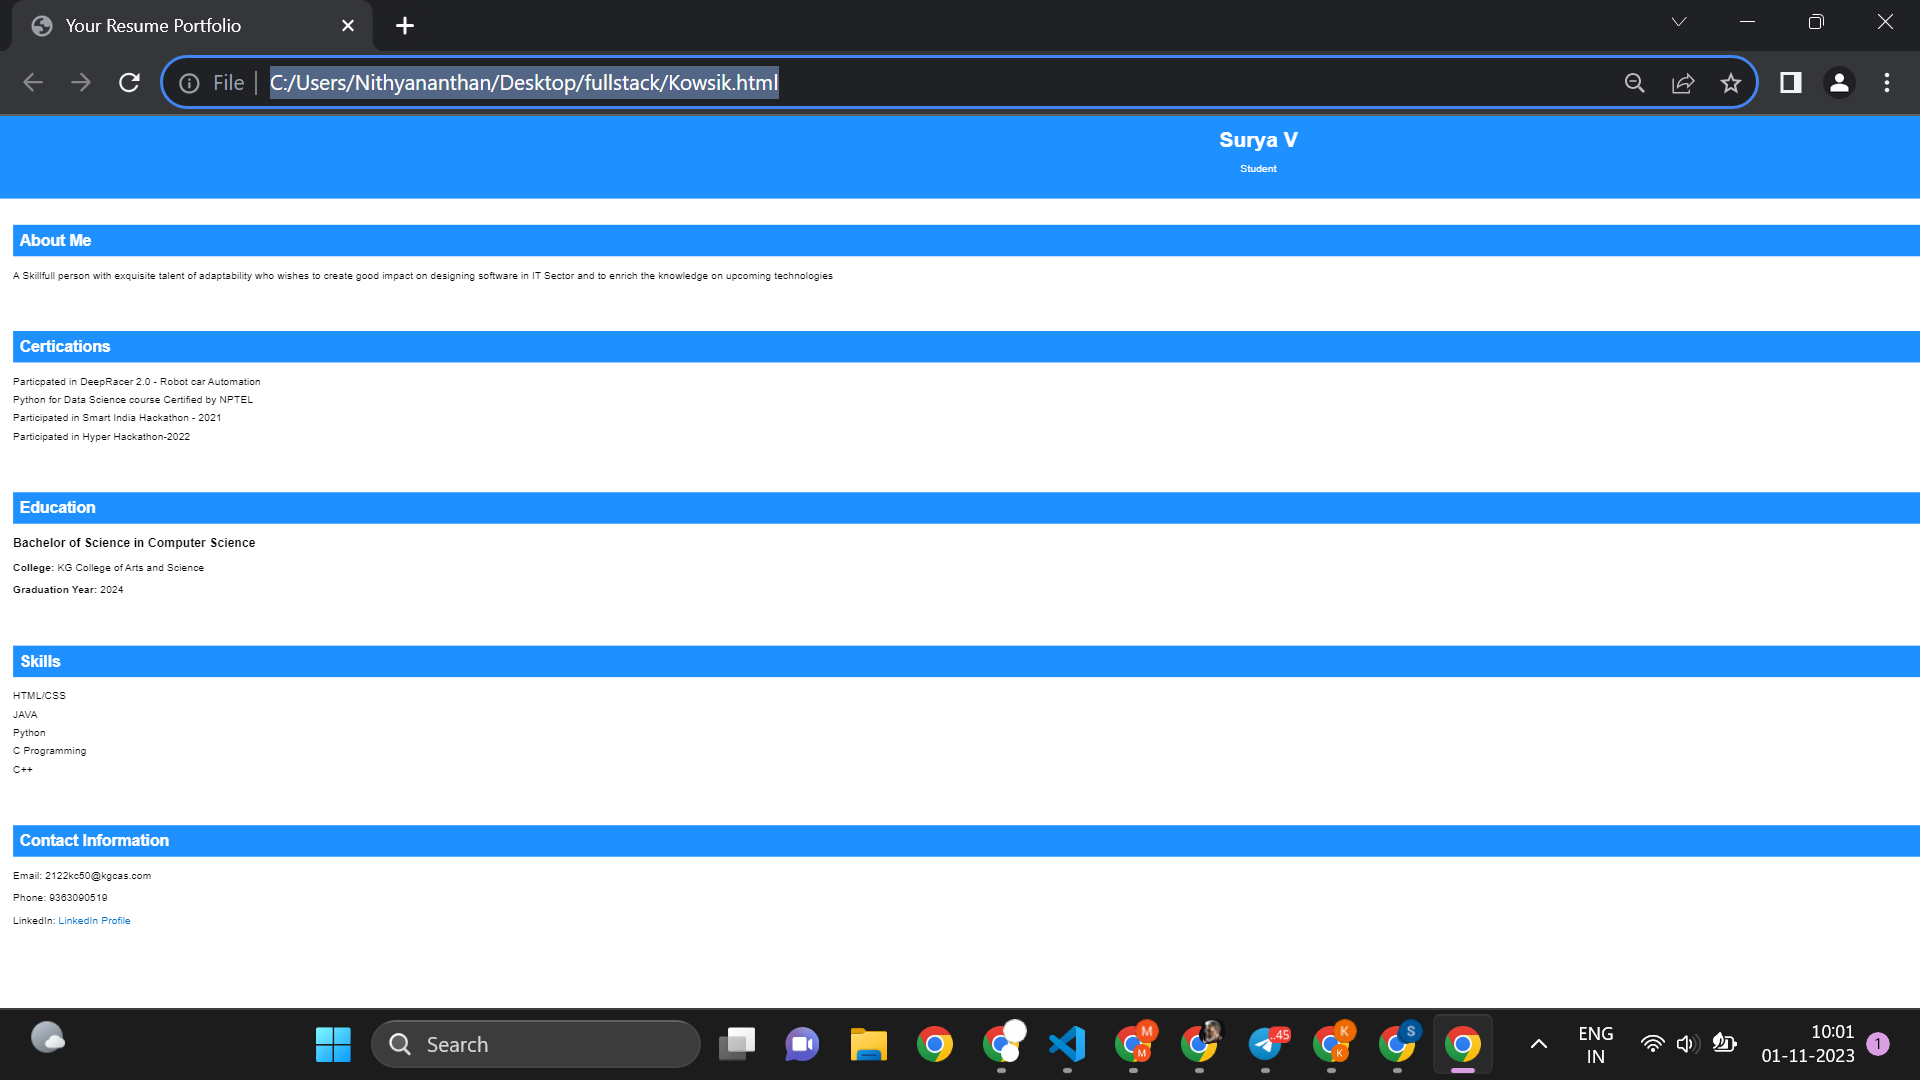 Your Resume Portfolio
File
C:/Users/Nithyananthan/Desktop/fullstack/Kowsik.html
Surya V
Student
About Me
A Skillfull person with exquisite talent of adaptability who wishes to create good impact on designing software in IT Sector and to enrich the knowledge on upcoming technologies
Certications
Particpated in DeepRacer 2.0 - Robot car Automation
Python for Data Science course Certified by NPTEL
Participated in Smart India Hackathon - 2021
Participated in Hyper Hackathon-2022
Education
Bachelor of Science in Computer Science
College: KG College of Arts and Science
Graduation Year: 2024
Skills
HTML/CSS
JAVA
Python
C Programming
C++
Contact Information
Email: 2122kc50@kgcas.com
Phone: 9363090519
LinkedIn: LinkedIn Profile
Search
M
M
..45
K
K
S
ENG
IN
10:01
01-11-2023
1